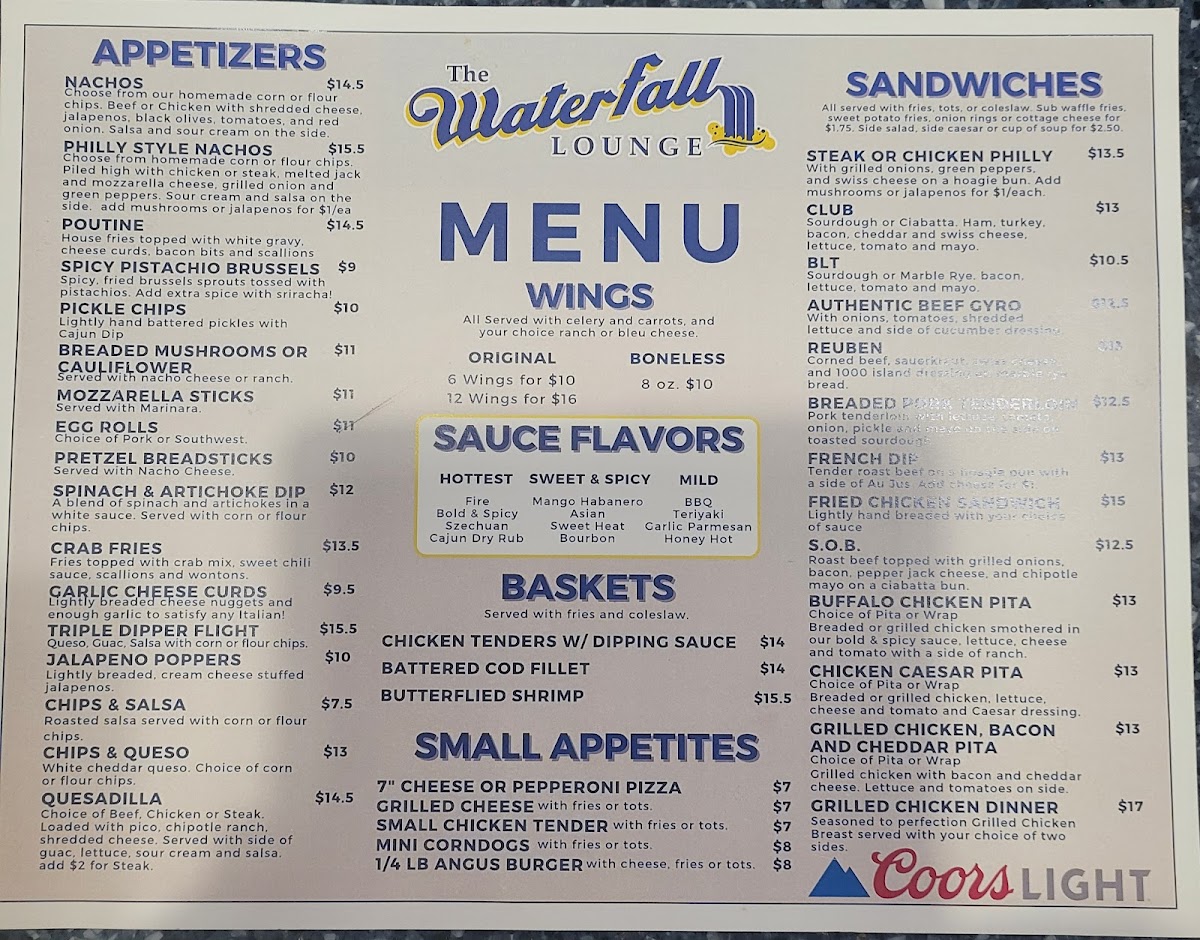 APPETIZERS
NACHOS $14.5
Choose from our homemade corn or flour
chips. Beef or Chicken with shredded cheese,
jalapenos, black olives, tomatoes, and red
onion. Salsa and sour cream on the side.
PHILLY STYLE NACHOS $15.5
Choose from homemade corn or flour chips.
Piled high with chicken or steak, melted jack
and mozzarella cheese, grilled onion and
green peppers. Sour cream and salsa on the
side. add mushrooms or jalapenos for $1/ea
POUTINE $14.5
House fries topped with white gravy,
cheese curds, bacon bits and scallions
SPICY PISTACHIO BRUSSELS $9
Spicy, fried brussels sprouts tossed with
pistachios. Add extra spice with sriracha!
PICKLE CHIPS $10
Lightly hand battered pickles with
Cajun Dip
BREADED MUSHROOMS OR $11
CAULIFLOWER
Served with nacho cheese or ranch.
MOZZARELLA STICKS $11
Served with Marinara.
EGG ROLLS $11
Choice of Pork or Southwest.
PRETZEL BREADSTICKS $10
Served with Nacho Cheese.
SPINACH & ARTICHOKE DIP $12
A blend of spinach and artichokes in a
white sauce. Served with corn or flour
chips.
CRAB FRIES $13.5
Fries topped with crab mix, sweet chili
sauce, scallions and wontons.
GARLIC CHEESE CURDS $9.5
Lightly breaded cheese nuggets and
enough garlic to satisfy any Italian!
TRIPLE DIPPER FLIGHT $15.5
Queso, Guac, Salsa with corn or flour chips.
JALAPENO POPPERS $10
Lightly breaded, cream cheese stuffed
jalapenos.
CHIPS & SALSA $7.5
Roasted salsa served with corn or flour
chips.
CHIPS & QUESO $13
White cheddar queso. Choice of corn
or flour chips.
QUESADILLA $14.5
Choice of Beef, Chicken or Steak.
Loaded with pico, chipotle ranch,
shredded cheese. Served with side of
guac, lettuce, sour cream and salsa.
add $2 for Steak.
The
Waterfall
LOUNGE
MENU
WINGS
All Served with celery and carrots, and
your choice ranch or bleu cheese.
ORIGINAL BONELESS
6 Wings for $10 8 oz. $10
12 Wings for $16
SAUCE FLAVORS
HOTTEST SWEET & SPICY MILD
Fire Mango Habanero BBQ
Bold & Spicy Asian Teriyaki
Szechuan Sweet Heat Garlic Parmesan
Cajun Dry Rub Bourbon Honey Hot
BASKETS
Served with fries and coleslaw.
CHICKEN TENDERS W/ DIPPING SAUCE $14
BATTERED COD FILLET $14
BUTTERFLIED SHRIMP $15.5
SMALL APPETITES
7" CHEESE OR PEPPERONI PIZZA $7
GRILLED CHEESE with fries or tots. $7
SMALL CHICKEN TENDER with fries or tots. $7
MINI CORNDOGS with fries or tots. $8
1/4 LB ANGUS BURGER with cheese, fries or tots. $8
SANDWICHES
All served with fries, tots, or coleslaw. Sub waffle fries,
sweet potato fries, onion rings or cottage cheese for
$1.75. Side salad, side caesar or cup of soup for $2.50.
STEAK OR CHICKEN PHILLY $13.5
With grilled onions, green peppers,
and swiss cheese on a hoagie bun. Add
mushrooms or jalapenos for $1/each.
CLUB $13
Sourdough or Ciabatta. Ham, turkey,
bacon, cheddar and swiss cheese,
lettuce, tomato and mayo.
BLT $10.5
Sourdough or Marble Rye. bacon,
lettuce, tomato and mayo.
AUTHENTIC BEEF GYRO
With onions, tomatoes, shredded
lettuce and side of cucumber dressing.
REUBEN $13
Corned beef, sauerkraut, swiss cheese,
and 1000 island dressing on
bread.
BREADED PORK TENDERLOIN $12.5
Pork tenderloin
onion, pickle and
toasted sourdough
FRENCH DIP $13
Tender roast beef on a hoagie bun with
a side of Au Jus. Add cheese for $1.
FRIED CHICKEN SANDWICH $15
Lightly hand breaded with your choice
of sauce
S.O.B. $12.5
Roast beef topped with grilled onions,
bacon, pepper jack cheese, and chipotle
mayo on a ciabatta bun.
BUFFALO CHICKEN PITA $13
Choice of Pita or Wrap
Breaded or grilled chicken smothered in
our bold & spicy sauce, lettuce, cheese
and tomato with a side of ranch.
CHICKEN CAESAR PITA $13
Choice of Pita or Wrap
Breaded or grilled chicken, lettuce,
cheese and tomato and Caesar dressing.
GRILLED CHICKEN, BACON $13
AND CHEDDAR PITA
Choice of Pita or Wrap
Grilled chicken with bacon and cheddar
cheese. Lettuce and tomatoes on side.
GRILLED CHICKEN DINNER $17
Seasoned to perfection Grilled Chicken
Breast served with your choice of two
sides.
Coors LIGHT